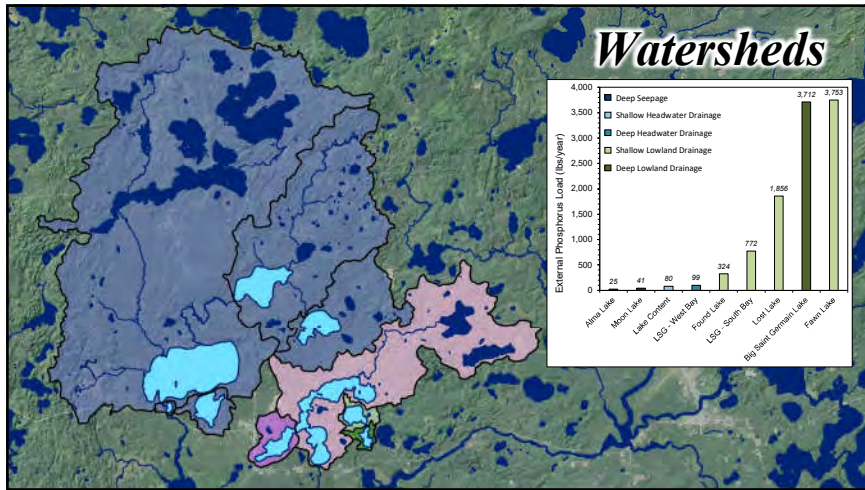 Watersheds
4,000
3,500
3,000
2,500
2,000
1,500
1,000
500
0
External Phosphorus Load (lbs/year)
Deep Seepage
Shallow Headwater Drainage
Deep Headwater Drainage
Shallow Lowland Drainage
Deep Lowland Drainage
25
41
80
99
324
772
1,856
3,712
3,753
Alma Lake
Moon Lake
Lake Content
LSG - West Bay
Found Lake
LSG - South Bay
Lost Lake
Big Saint Germain Lake
Fawn Lake